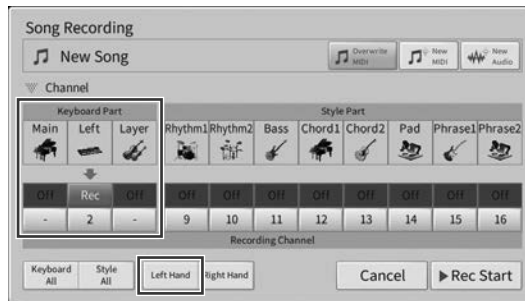 Song Recording
New Song
Overwrite MIDI
New MIDI
New Audio
Channel
Keyboard Part Style Part
Main Left Layer Rhythm1 Rhythm2 Bass Chord1 Chord2 Pad Phrase1 Phrase2
Off Rec Off Off Off Off Off Off Off Off Off
- 2 - 9 10 11 12 13 14 15 16
Recording Channel
Keyboard All
Style All
Left Hand
Right Hand
Cancel
Rec Start